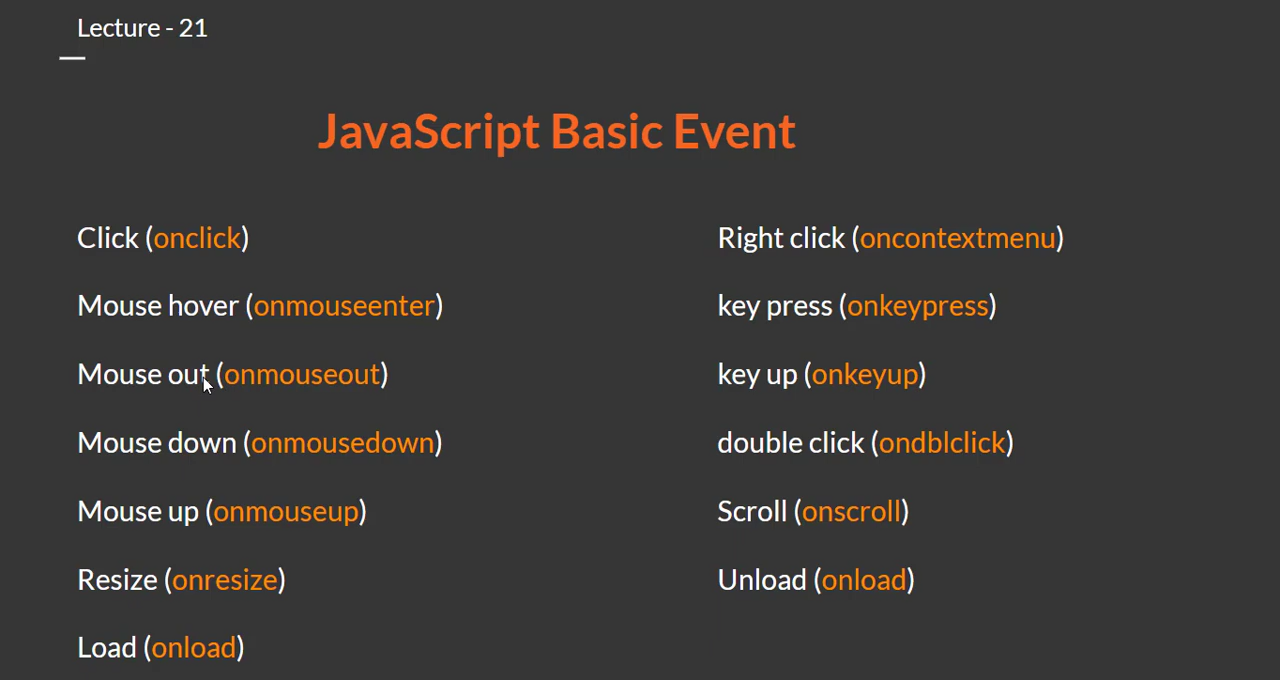 Lecture - 21
JavaScript Basic Event
Click (onclick)
Mouse hover (onmouseenter)
Mouse out (onmouseout)
Mouse down (onmousedown)
Mouse up (onmouseup)
Resize (onresize)
Load (onload)
Right click (oncontextmenu)
key press (onkeypress)
key up (onkeyup)
double click (ondblclick)
Scroll (onscroll)
Unload (onload)